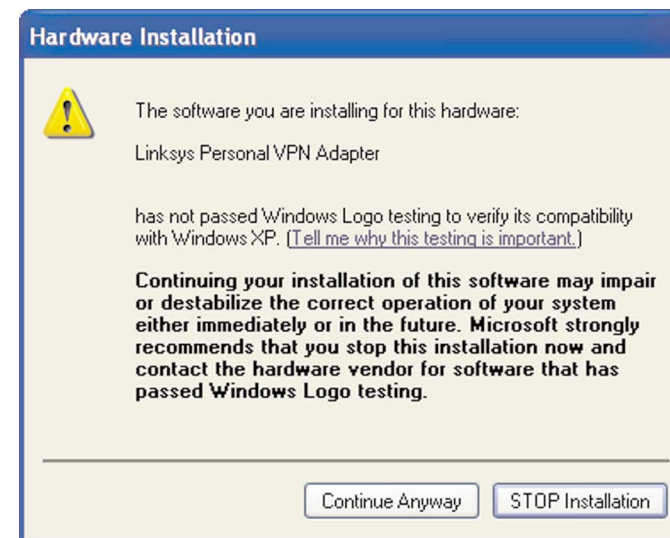 Hardware Installation
The software you are installing for this hardware:
Linksys Personal VPN Adapter
has not passed Windows Logo testing to verify its compatibility
with Windows XP. (Tell me why this testing is important.)
Continuing your installation of this software may impair
or destabilize the correct operation of your system
either immediately or in the future. Microsoft strongly
recommends that you stop this installation now and
contact the hardware vendor for software that has
passed Windows Logo testing.
Continue Anyway
STOP Installation